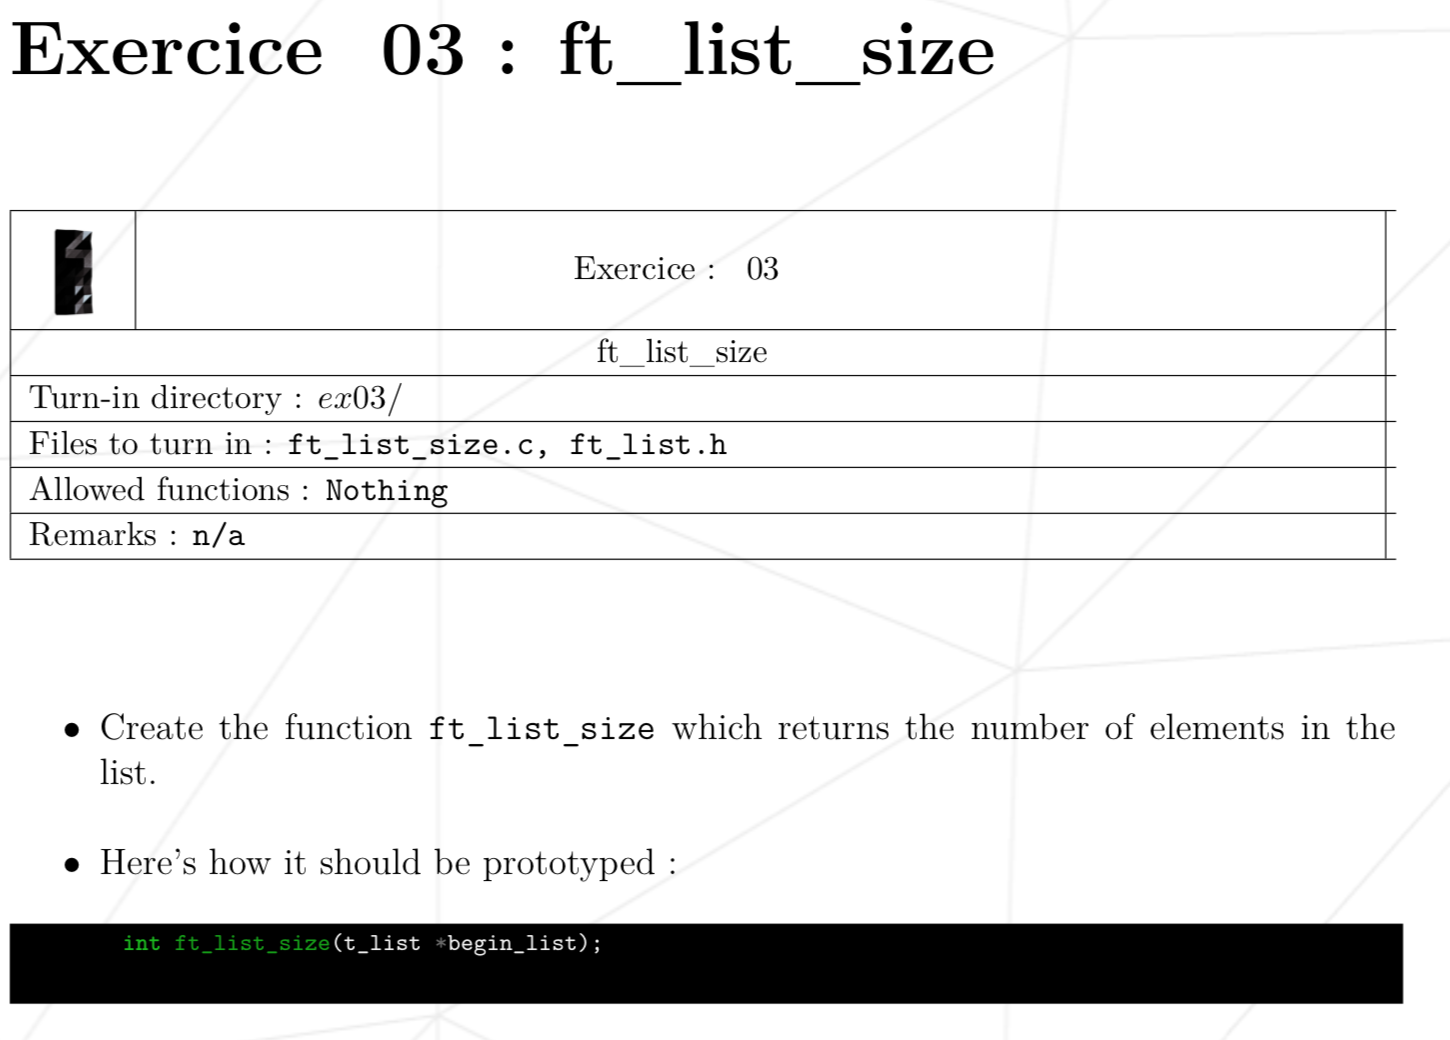 Exercice 03 : ft_list_size
Exercice : 03
ft_list_size
Turn-in directory : ex03/
Files to turn in : ft_list_size.c, ft_list.h
Allowed functions : Nothing
Remarks : n/a
• Create the function ft_list_size which returns the number of elements in the
list.
• Here's how it should be prototyped :
int ft_list_size(t_list *begin_list);